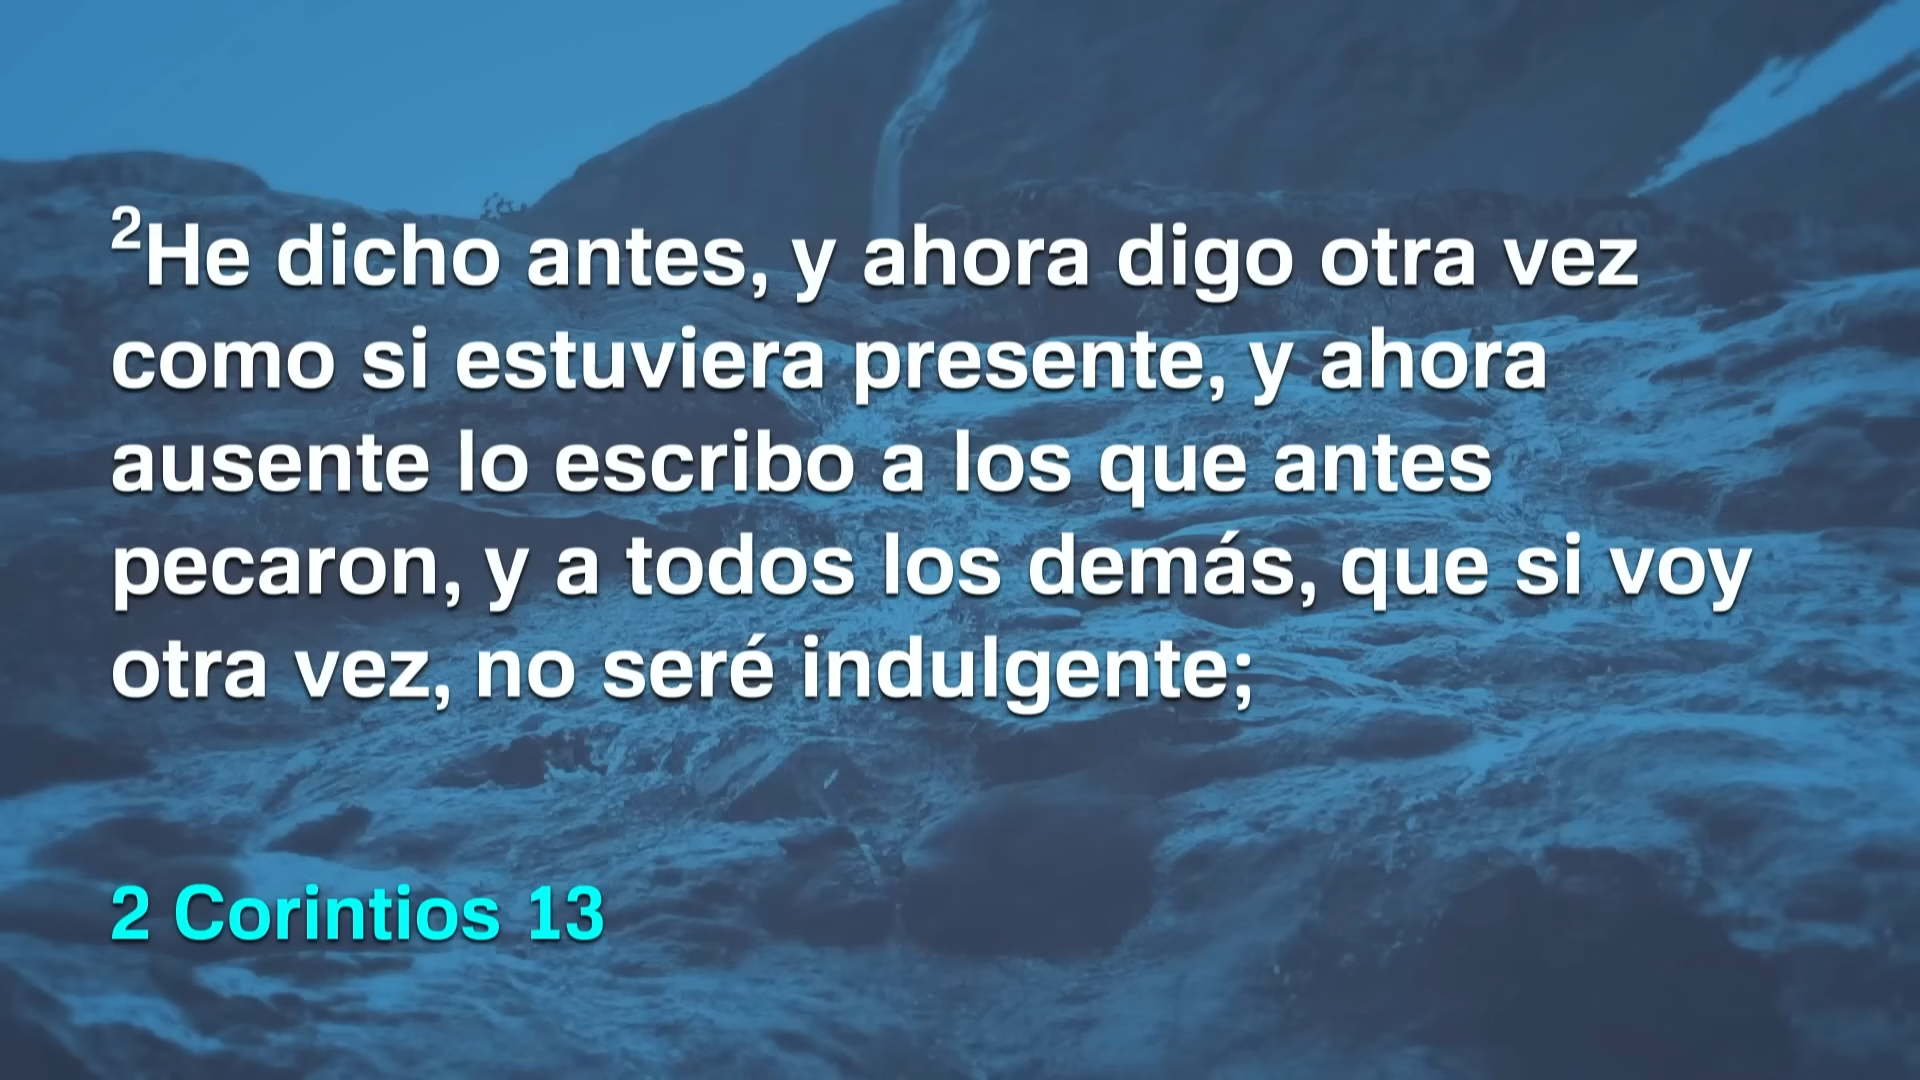 ²He dicho antes, y ahora digo otra vez
como si estuviera presente, y ahora
ausente lo escribo a los que antes
pecaron, y a todos los demás, que si voy
otra vez, no seré indulgente;
2 Corintios 13